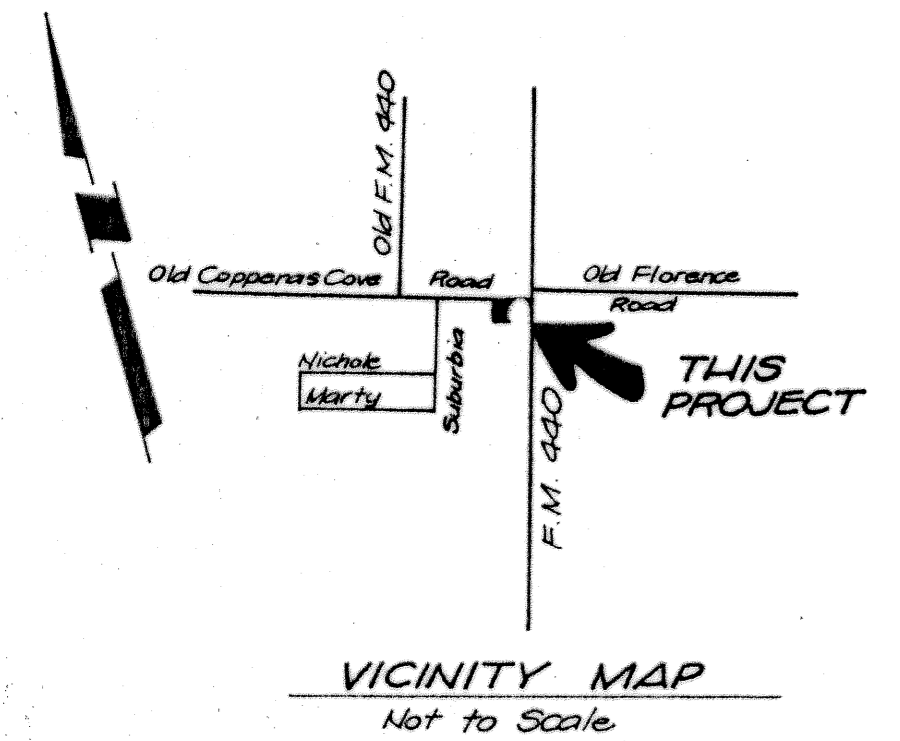 Old F.M. 440
Old Copperas Cove Road
Old Florence
Road
Nichole
Marty
Suburbia
THIS
PROJECT
F.M. 440
VICINITY MAP
Not to Scale